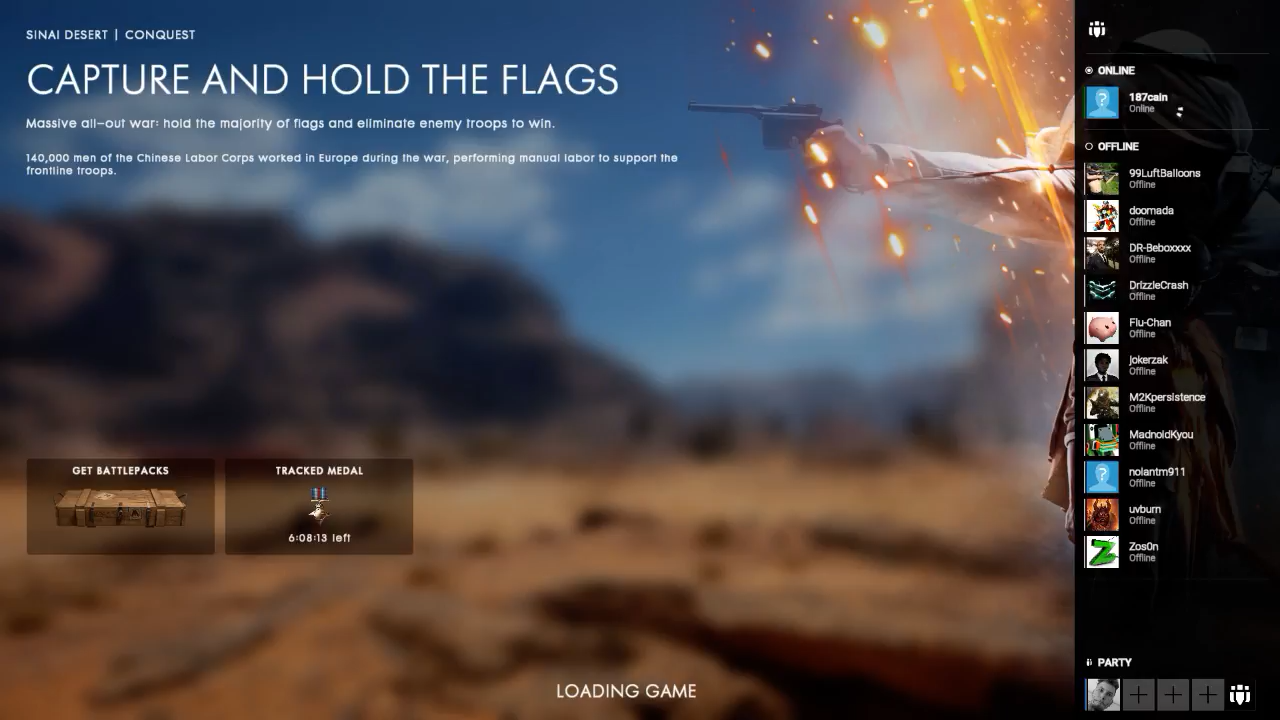 SINAI DESERT | CONQUEST
CAPTURE AND HOLD THE FLAGS
Massive all-out war: hold the majority of flags and eliminate enemy troops to win.
140,000 men of the Chinese Labor Corps worked in Europe during the war, performing manual labor to support the
frontline troops.
GET BATTLEPACKS
TRACKED MEDAL
6:08:13 left
LOADING GAME
ONLINE
187cain
Online
OFFLINE
99LuftBalloons
Offline
doomada
Offline
DR-Beboxxxx
Offline
DrizzleCrash
Offline
Flu-Chan
Offline
jokerzak
Offline
M2Kpersistence
Offline
MadnoidKyou
Offline
nolantm911
Offline
uvburn
Offline
Zos0n
Offline
PARTY